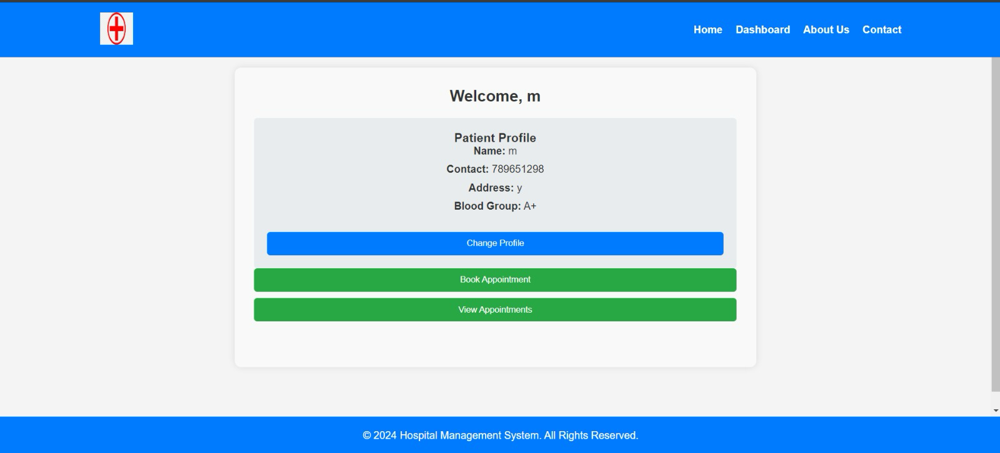 Home Dashboard About Us Contact
Welcome, m
Patient Profile
Name: m
Contact: 789651298
Address: y
Blood Group: A+
Change Profile
Book Appointment
View Appointments
© 2024 Hospital Management System. All Rights Reserved.